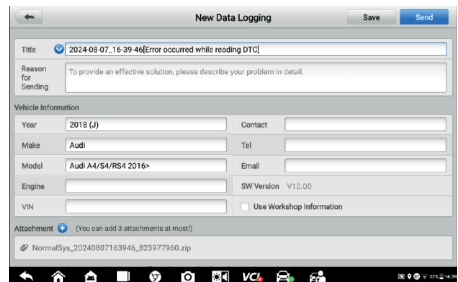 New Data Logging
Save
Send
Title
2024-08-07_16-39-46[Error occurred while reading DTC]
Reason for Sending
To provide an effective solution, please describe your problem in detail.
Vehicle Information
Year
2018 (J)
Contact
Make
Audi
Tel
Model
Audi A4/S4/RS4 2016>
Email
Engine
SW Version
V10.00
VIN
Use Workshop Information
Attachment
(You can add 3 attachments at most!)
NormalSys_20240807163946_823977960.zip
VCI